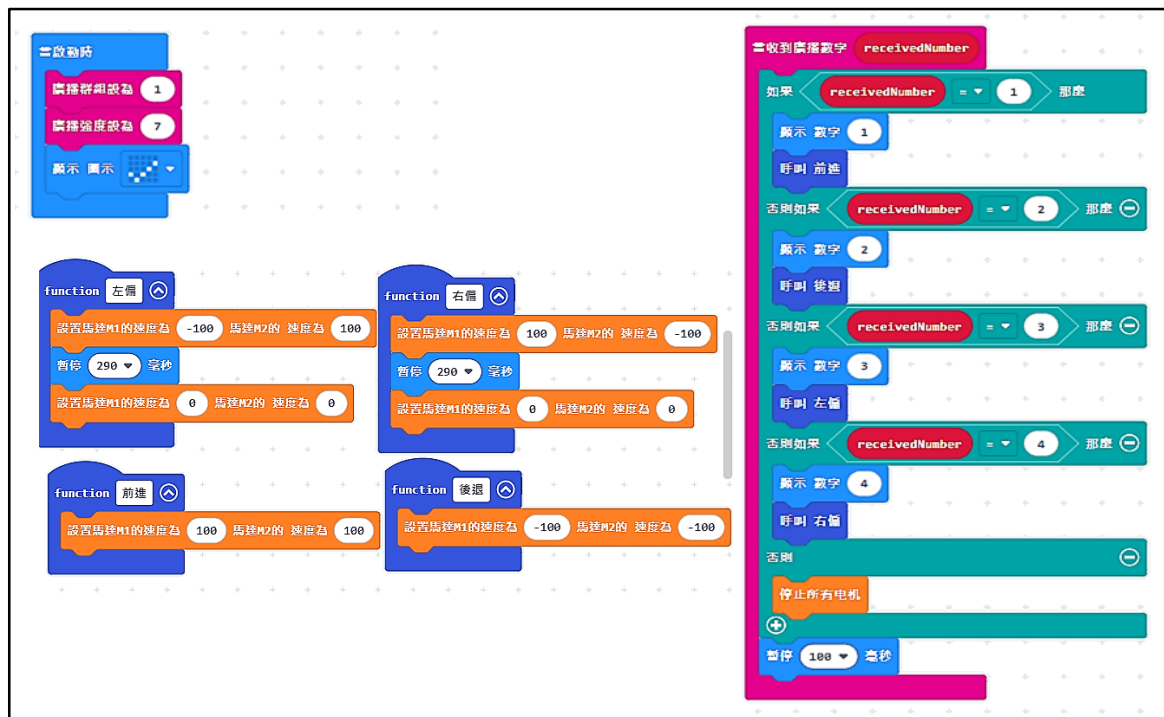 當啟動時
廣播群組設為 1
廣播強度設為 7
顯示 圖示
function 左偏
設置馬達M1的速度為 -100 馬達M2的 速度為 100
暫停 290 毫秒
設置馬達M1的速度為 0 馬達M2的 速度為 0
function 右偏
設置馬達M1的速度為 100 馬達M2的 速度為 -100
暫停 290 毫秒
設置馬達M1的速度為 0 馬達M2的 速度為 0
function 前進
設置馬達M1的速度為 100 馬達M2的 速度為 100
function 後退
設置馬達M1的速度為 -100 馬達M2的 速度為 -100
當收到廣播數字 receivedNumber
如果 receivedNumber = 1 那麼
顯示 數字 1
呼叫 前進
否則如果 receivedNumber = 2 那麼
顯示 數字 2
呼叫 後退
否則如果 receivedNumber = 3 那麼
顯示 數字 3
呼叫 左偏
否則如果 receivedNumber = 4 那麼
顯示 數字 4
呼叫 右偏
否則
停止所有电机
暫停 100 毫秒